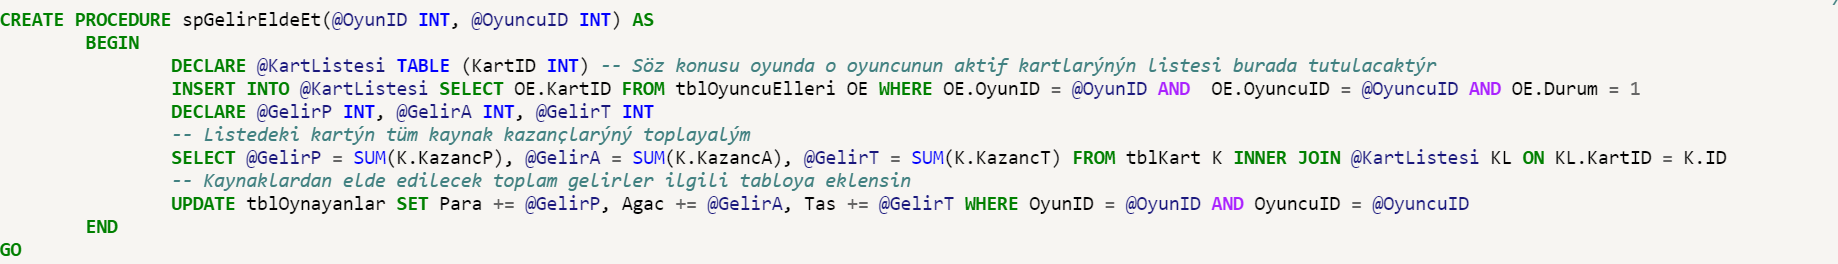 CREATE PROCEDURE spGelirEldeEt(@OyunID INT, @OyuncuID INT) AS
BEGIN
DECLARE @KartListesi TABLE (KartID INT) -- Söz konusu oyunda o oyuncunun aktif kartlarýnýn listesi burada tutulacaktýr
INSERT INTO @KartListesi SELECT OE.KartID FROM tblOyuncuElleri OE WHERE OE.OyunID = @OyunID AND  OE.OyuncuID = @OyuncuID AND OE.Durum = 1
DECLARE @GelirP INT, @GelirA INT, @GelirT INT
-- Listedeki kartýn tüm kaynak kazançlarýný toplayalým
SELECT @GelirP = SUM(K.KazancP), @GelirA = SUM(K.KazancA), @GelirT = SUM(K.KazancT) FROM tblKart K INNER JOIN @KartListesi KL ON KL.KartID = K.ID
-- Kaynaklardan elde edilecek toplam gelirler ilgili tabloya eklensin
UPDATE tblOynayanlar SET Para += @GelirP, Agac += @GelirA, Tas += @GelirT WHERE OyunID = @OyunID AND OyuncuID = @OyuncuID
END
GO